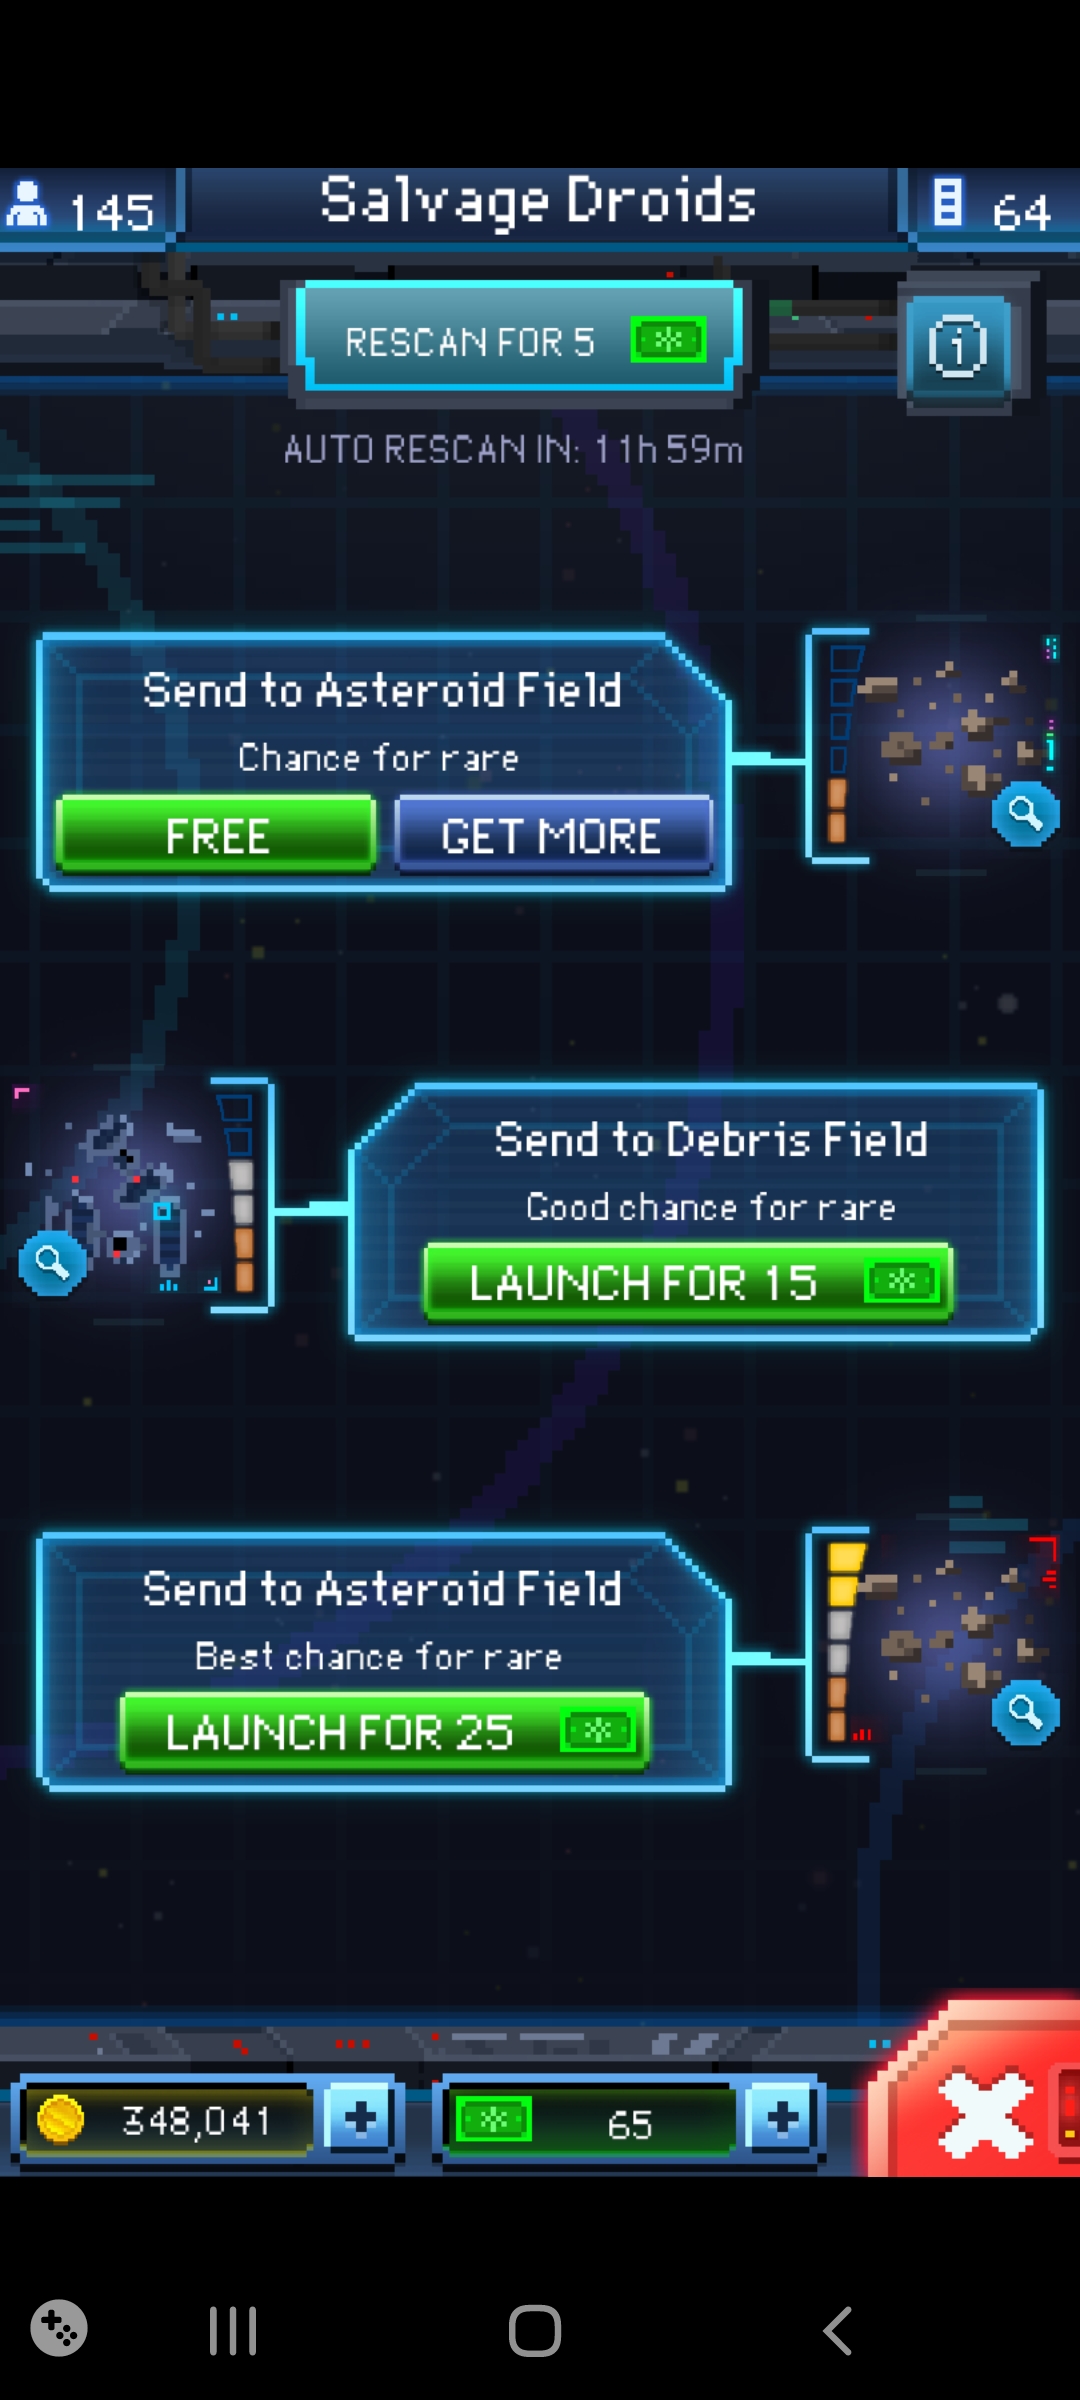 145
Salvage Droids
64
RESCAN FOR 5
AUTO RESCAN IN: 11h 59m
Send to Asteroid Field
Chance for rare
FREE
GET MORE
Send to Debris Field
Good chance for rare
LAUNCH FOR 15
Send to Asteroid Field
Best chance for rare
LAUNCH FOR 25
348,041
65